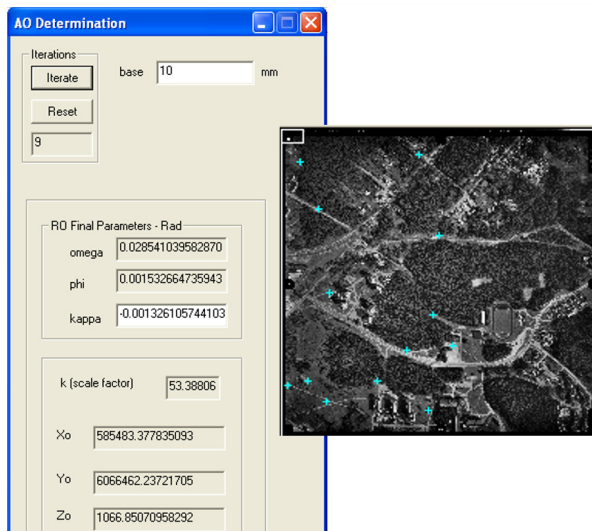 AO Determination
Iterations
Iterate
base 10 mm
Reset
9
RO Final Parameters - Rad
omega 0.028541039582870
phi 0.001532664735943
kappa -0.001326105744103
k (scale factor) 53.38806
Xo 585483.377835093
Yo 6066462.23721705
Zo 1066.85070958292